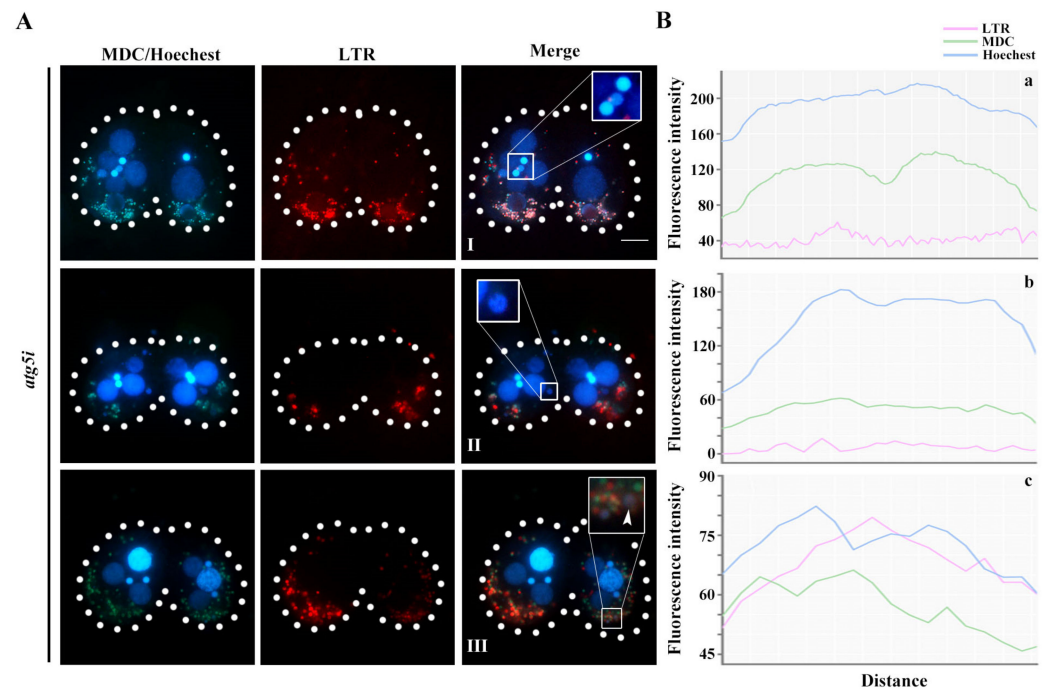 A
B
MDC/Hoechest
LTR
Merge
LTR
MDC
Hoechest
atg5i
I
II
III
a
Fluorescence intensity
200
160
120
80
40
b
Fluorescence intensity
180
120
60
0
c
Fluorescence intensity
90
75
60
45
Distance